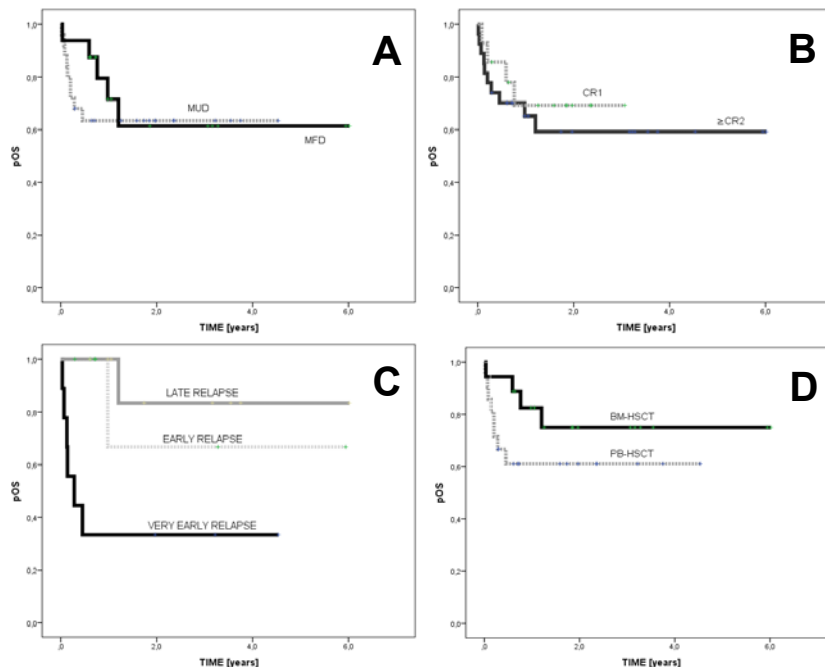 A
1,0
0,8
0,6
0,4
0,2
0,0
pOS
MUD
MFD
,0 2,0 4,0 6,0
TIME [years]
B
1,0
0,8
0,6
0,4
0,2
0,0
pOS
CR1
≥CR2
,0 2,0 4,0 6,0
TIME [years]
C
1,0
0,8
0,6
0,4
0,2
0,0
pOS
LATE RELAPSE
EARLY RELAPSE
VERY EARLY RELAPSE
,0 2,0 4,0 6,0
TIME [years]
D
1,0
0,8
0,6
0,4
0,2
0,0
pOS
BM-HSCT
PB-HSCT
,0 2,0 4,0 6,0
TIME [years]